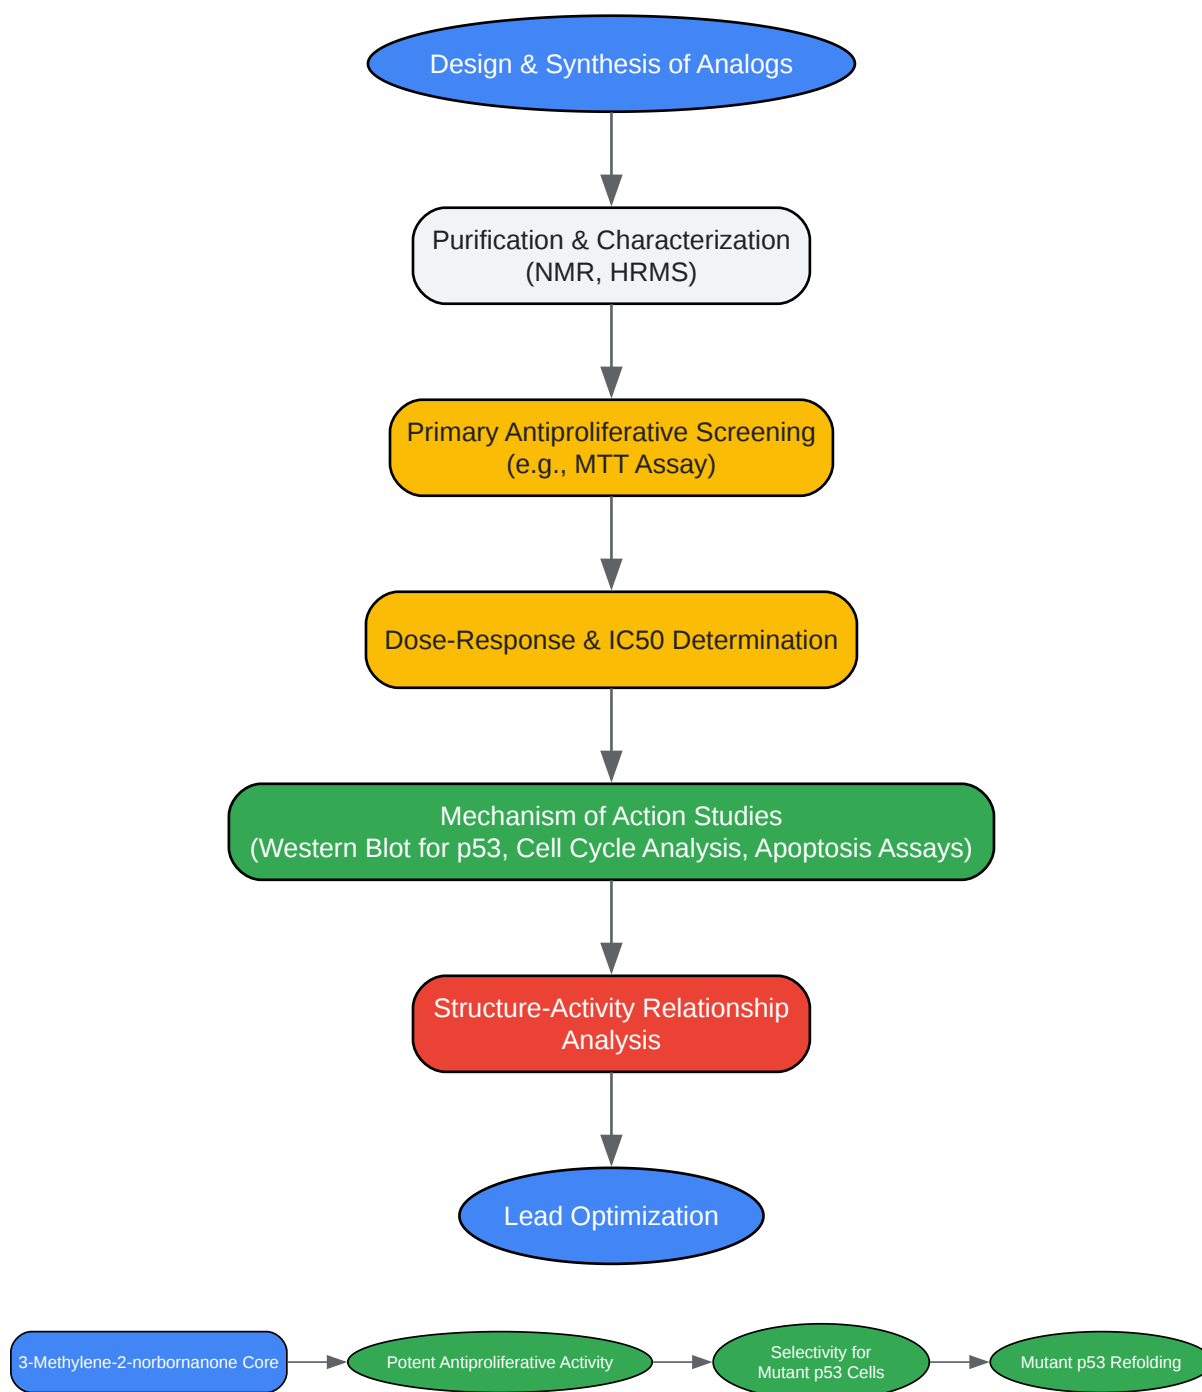 Design & Synthesis of Analogs
Purification & Characterization
(NMR, HRMS)
Primary Antiproliferative Screening
(e.g., MTT Assay)
Dose-Response & IC50 Determination
Mechanism of Action Studies
(Western Blot for p53, Cell Cycle Analysis, Apoptosis Assays)
Structure-Activity Relationship
Analysis
Lead Optimization
3-Methylene-2-norbornanone Core
Potent Antiproliferative Activity
Selectivity for
Mutant p53 Cells
Mutant p53 Refolding